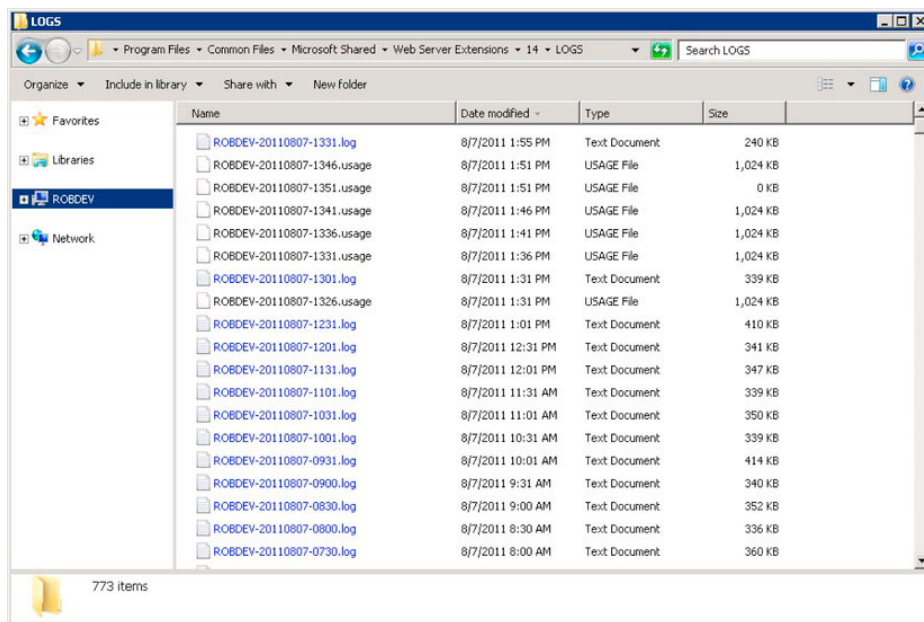 LOGS
Program Files Common Files Microsoft Shared Web Server Extensions 14 LOGS Search LOGS
Organize Include in library Share with New folder
Name Date modified Type Size
Favorites
Libraries
ROBDEV
Network
ROBDEV-20110807-1331.log 8/7/2011 1:55 PM Text Document 240 KB
ROBDEV-20110807-1346.usage 8/7/2011 1:51 PM USAGE File 1,024 KB
ROBDEV-20110807-1351.usage 8/7/2011 1:51 PM USAGE File 0 KB
ROBDEV-20110807-1341.usage 8/7/2011 1:46 PM USAGE File 1,024 KB
ROBDEV-20110807-1336.usage 8/7/2011 1:41 PM USAGE File 1,024 KB
ROBDEV-20110807-1331.usage 8/7/2011 1:36 PM USAGE File 1,024 KB
ROBDEV-20110807-1301.log 8/7/2011 1:31 PM Text Document 339 KB
ROBDEV-20110807-1326.usage 8/7/2011 1:31 PM USAGE File 1,024 KB
ROBDEV-20110807-1231.log 8/7/2011 1:01 PM Text Document 410 KB
ROBDEV-20110807-1201.log 8/7/2011 12:31 PM Text Document 341 KB
ROBDEV-20110807-1131.log 8/7/2011 12:01 PM Text Document 347 KB
ROBDEV-20110807-1101.log 8/7/2011 11:31 AM Text Document 339 KB
ROBDEV-20110807-1031.log 8/7/2011 11:01 AM Text Document 350 KB
ROBDEV-20110807-1001.log 8/7/2011 10:31 AM Text Document 339 KB
ROBDEV-20110807-0931.log 8/7/2011 10:01 AM Text Document 414 KB
ROBDEV-20110807-0900.log 8/7/2011 9:31 AM Text Document 340 KB
ROBDEV-20110807-0830.log 8/7/2011 9:00 AM Text Document 352 KB
ROBDEV-20110807-0800.log 8/7/2011 8:30 AM Text Document 336 KB
ROBDEV-20110807-0730.log 8/7/2011 8:00 AM Text Document 360 KB
773 items